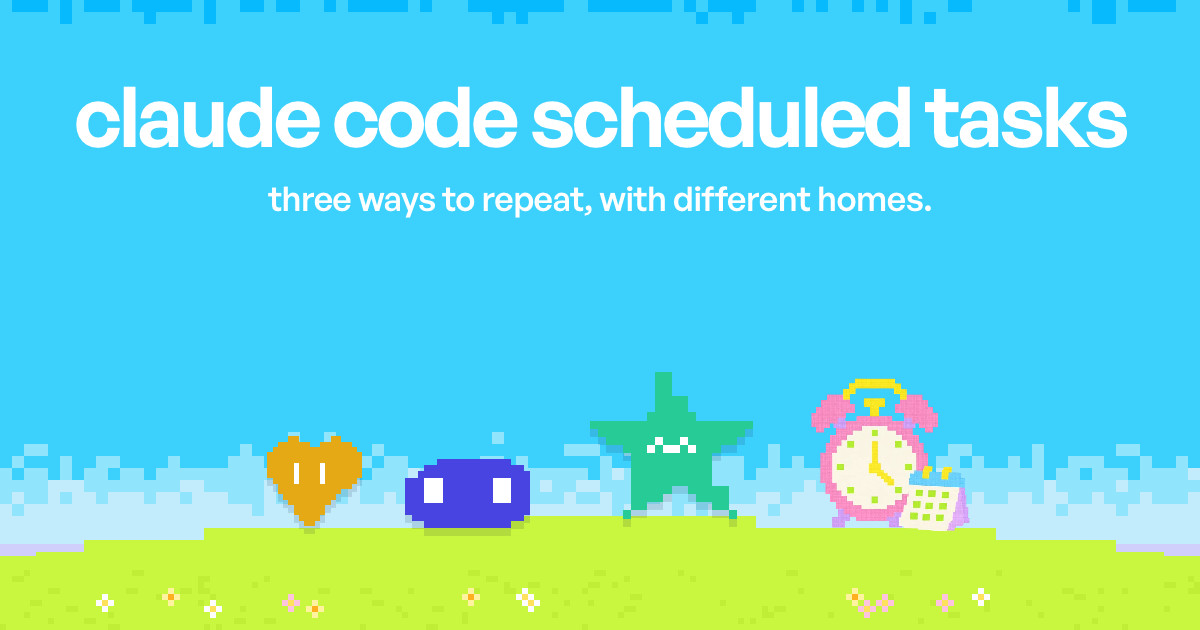 claude code scheduled tasks
three ways to repeat, with different homes.